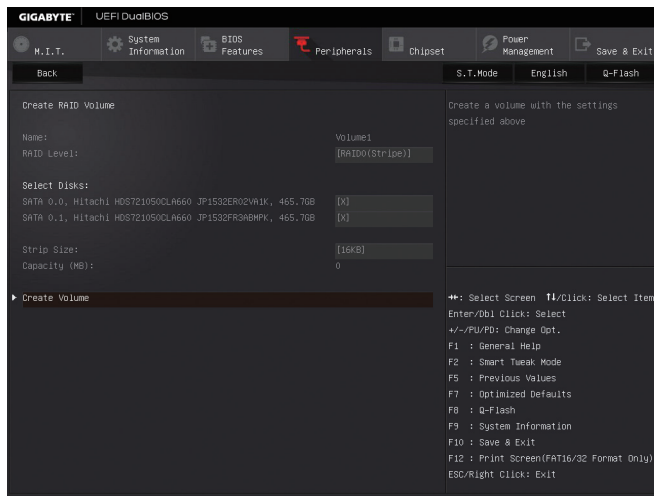 GIGABYTE™ UEFI DualBIOS
M.I.T. System Information BIOS Features Peripherals Chipset Power Management Save & Exit
Back S.T.Mode English Q-Flash
Create RAID Volume
Name: Volume1
RAID Level: [RAID0(Stripe)]
Select Disks:
SATA 0.0, Hitachi HDS721050CLA660 JP1532ER02VA1K, 465.7GB [X]
SATA 0.1, Hitachi HDS721050CLA660 JP1532FR3ABMPK, 465.7GB [X]
Strip Size: [16KB]
Capacity (MB): 0
Create Volume
Create a volume with the settings
specified above
→←: Select Screen ↑↓/Click: Select Item
Enter/Dbl Click: Select
+/-/PU/PD: Change Opt.
F1 : General Help
F2 : Smart Tweak Mode
F5 : Previous Values
F7 : Optimized Defaults
F8 : Q-Flash
F9 : System Information
F10 : Save & Exit
F12 : Print Screen(FAT16/32 Format Only)
ESC/Right Click: Exit